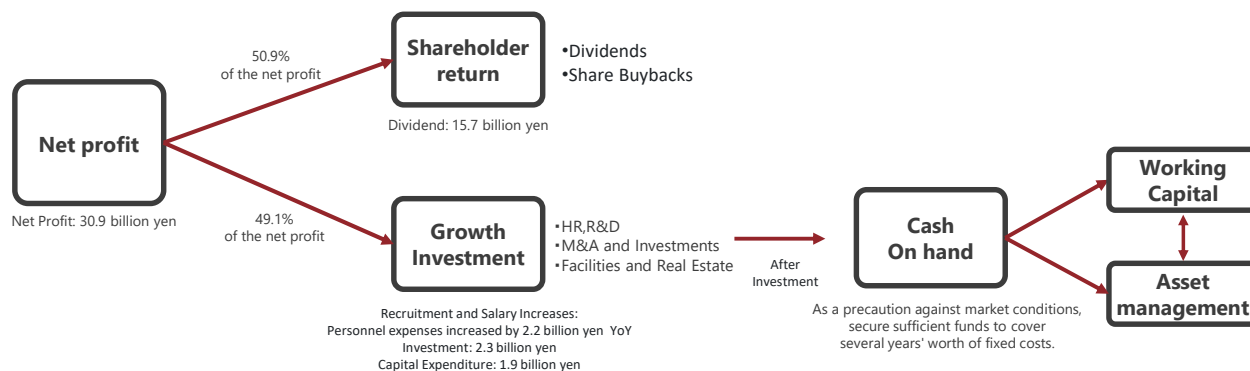 Net profit
Net Profit: 30.9 billion yen
50.9%
of the net profit
Shareholder
return
•Dividends
•Share Buybacks
Dividend: 15.7 billion yen
49.1%
of the net profit
Growth
Investment
・HR,R&D
・M&A and Investments
・Facilities and Real Estate
Recruitment and Salary Increases:
Personnel expenses increased by 2.2 billion yen YoY
Investment: 2.3 billion yen
Capital Expenditure: 1.9 billion yen
After
Investment
Cash
On hand
As a precaution against market conditions,
secure sufficient funds to cover
several years' worth of fixed costs.
Working
Capital
Asset
management